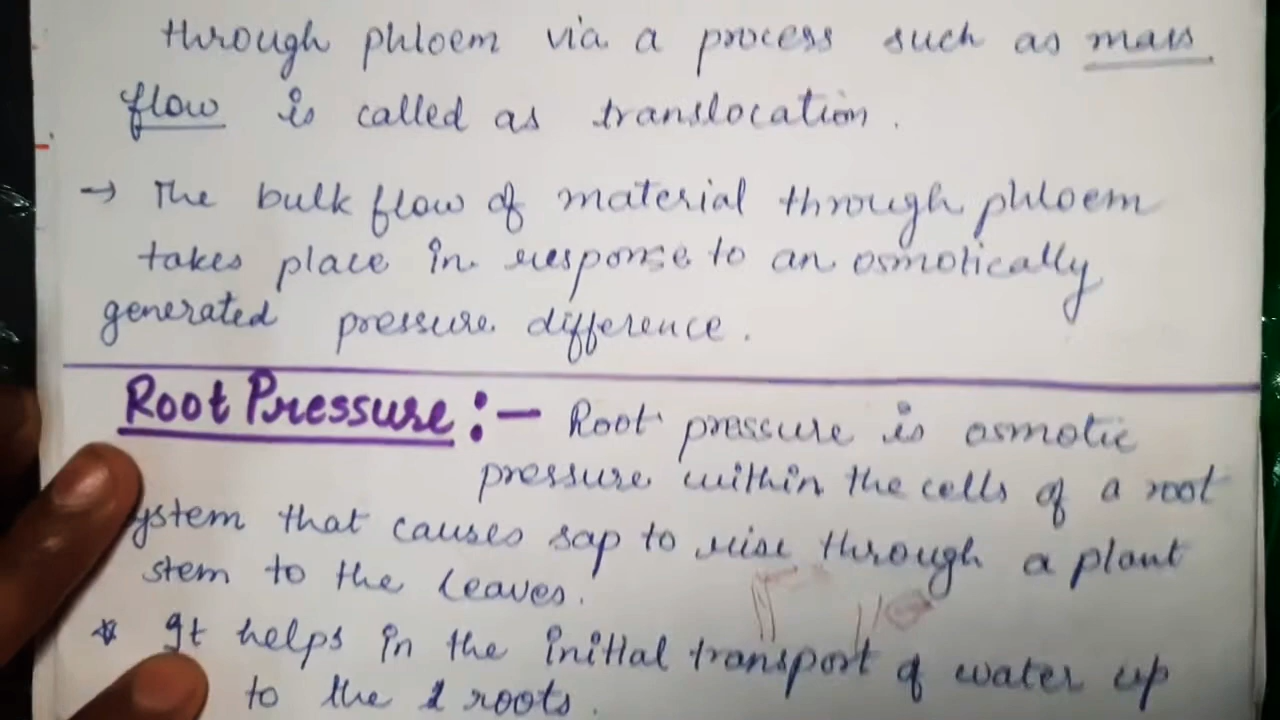 through phloem via a process such as mass
flow is called as translocation.
→ The bulk flow of material through phloem
takes place in response to an osmotically
generated pressure difference.
Root Pressure :- Root pressure is osmotic
pressure within the cells of a root
ystem that causes sap to rise through a plant
stem to the leaves.
* It helps in the initial transport of water up
to the roots.